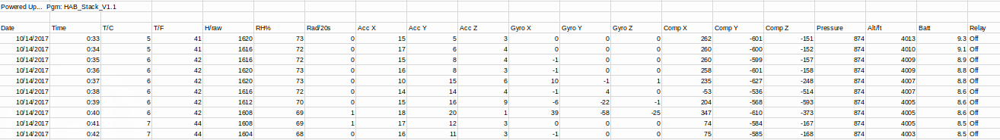 Powered Up... Pgm: HAB_Stack_V1.1
Date Time T/C T/F H/raw RH% Rad/20s Acc X Acc Y Acc Z Gyro X Gyro Y Gyro Z Comp X Comp Y Comp Z Pressure Alt/ft Batt Relay
10/14/2017 0:33 5 41 1620 73 0 15 5 3 0 0 0 262 -601 -151 874 4013 9.3 Off
10/14/2017 0:34 5 41 1616 72 0 17 6 4 0 0 0 260 -600 -152 874 4010 9.1 Off
10/14/2017 0:35 6 42 1616 72 0 15 8 4 -1 0 0 260 -599 -157 874 4009 8.9 Off
10/14/2017 0:36 6 42 1620 73 0 16 8 3 -1 0 0 258 -601 -158 874 4009 8.8 Off
10/14/2017 0:37 6 42 1620 73 0 10 15 6 10 -1 1 235 -627 -248 874 4007 8.8 Off
10/14/2017 0:38 6 42 1616 72 0 14 14 4 -1 4 0 -53 -536 -514 874 4007 8.6 Off
10/14/2017 0:39 6 42 1612 70 0 15 16 9 -6 -22 -1 204 -568 -593 874 4005 8.6 Off
10/14/2017 0:40 6 42 1608 69 1 18 20 1 39 -58 -25 347 -610 -373 874 4005 8.6 Off
10/14/2017 0:41 7 44 1608 69 1 17 12 3 0 0 0 74 -584 -167 874 4005 8.5 Off
10/14/2017 0:42 7 44 1604 68 0 16 11 3 -1 0 0 75 -585 -168 874 4003 8.5 Off